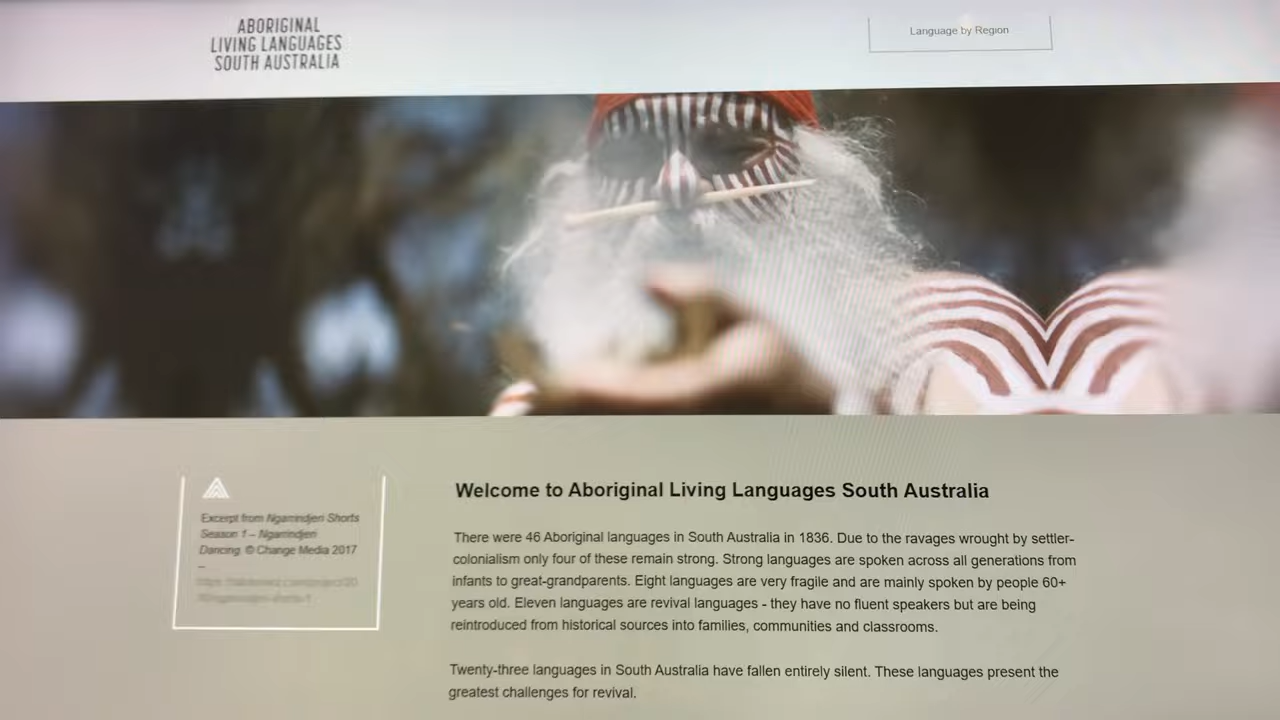 ABORIGINAL
LIVING LANGUAGES
SOUTH AUSTRALIA
Language by Region
Excerpt from Ngarrindjeri Shorts
Season 1 – Ngarrindjeri
Dancing. © Change Media 2017
–
Welcome to Aboriginal Living Languages South Australia
There were 46 Aboriginal languages in South Australia in 1836. Due to the ravages wrought by settler-
colonialism only four of these remain strong. Strong languages are spoken across all generations from
infants to great-grandparents. Eight languages are very fragile and are mainly spoken by people 60+
years old. Eleven languages are revival languages - they have no fluent speakers but are being
reintroduced from historical sources into families, communities and classrooms.
Twenty-three languages in South Australia have fallen entirely silent. These languages present the
greatest challenges for revival.